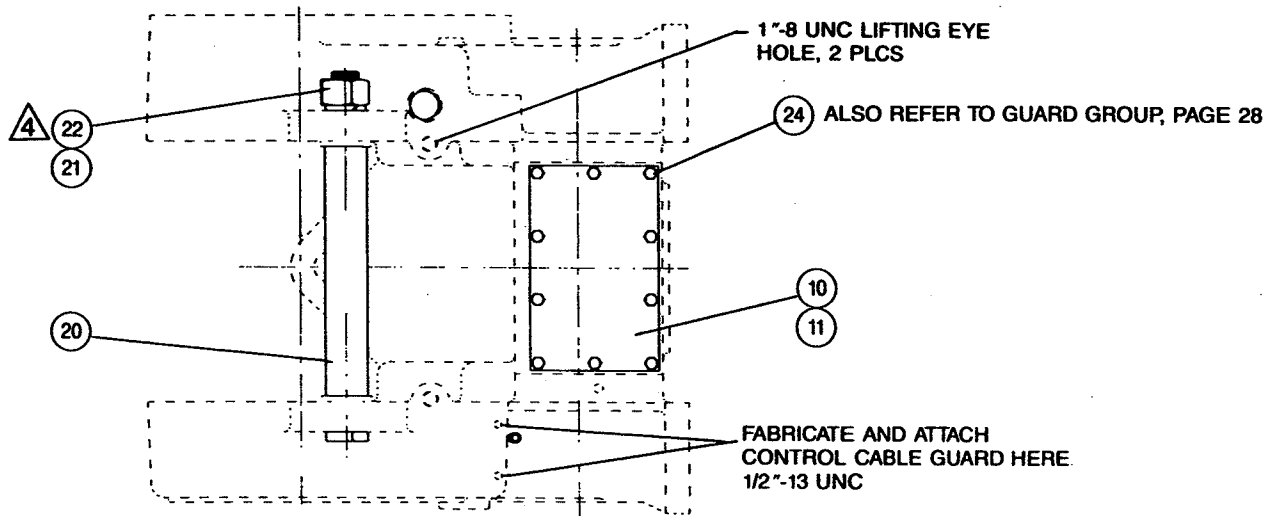 1"-8 UNC LIFTING EYE
HOLE, 2 PLCS
24 ALSO REFER TO GUARD GROUP, PAGE 28
4 22
21
10
11
20
FABRICATE AND ATTACH
CONTROL CABLE GUARD HERE
1/2"-13 UNC